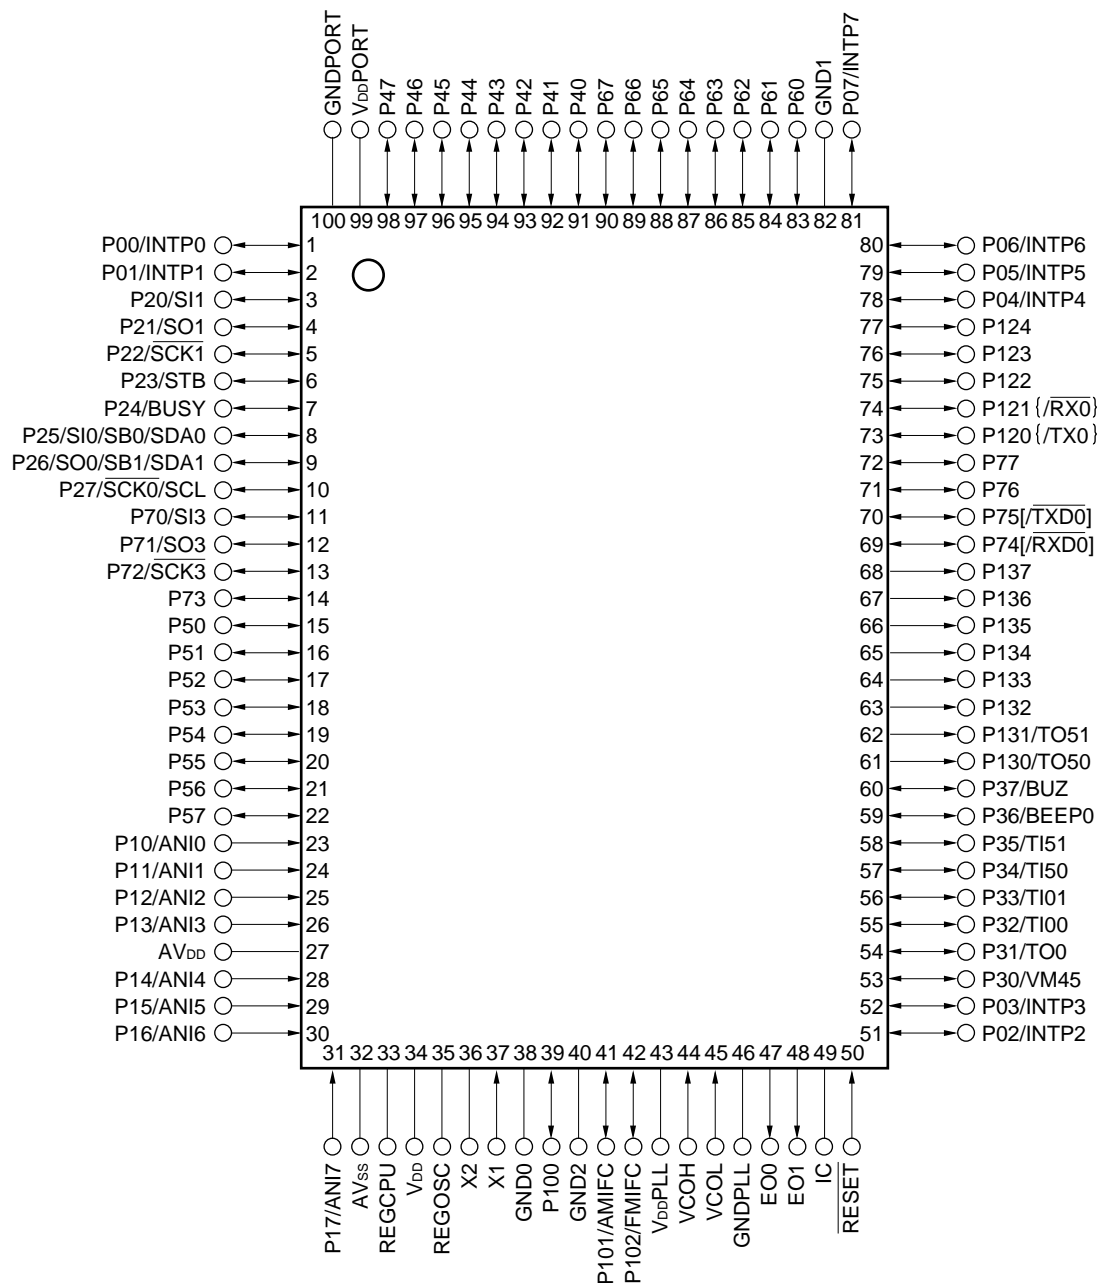 GNDPORT
VDDPORT
P47
P46
P45
P44
P43
P42
P41
P40
P67
P66
P65
P64
P63
P62
P61
P60
GND1
P07/INTP7
100 99 98 97 96 95 94 93 92 91 90 89 88 87 86 85 84 83 82 81
P00/INTP0 1
P01/INTP1 2
P20/SI1 3
P21/SO1 4
P22/SCK1 5
P23/STB 6
P24/BUSY 7
P25/SI0/SB0/SDA0 8
P26/SO0/SB1/SDA1 9
P27/SCK0/SCL 10
P70/SI3 11
P71/SO3 12
P72/SCK3 13
P73 14
P50 15
P51 16
P52 17
P53 18
P54 19
P55 20
P56 21
P57 22
P10/ANI0 23
P11/ANI1 24
P12/ANI2 25
P13/ANI3 26
AVDD 27
P14/ANI4 28
P15/ANI5 29
P16/ANI6 30
80 P06/INTP6
79 P05/INTP5
78 P04/INTP4
77 P124
76 P123
75 P122
74 P121{/RX0}
73 P120{/TX0}
72 P77
71 P76
70 P75[/TXD0]
69 P74[/RXD0]
68 P137
67 P136
66 P135
65 P134
64 P133
63 P132
62 P131/TO51
61 P130/TO50
60 P37/BUZ
59 P36/BEEP0
58 P35/TI51
57 P34/TI50
56 P33/TI01
55 P32/TI00
54 P31/TO0
53 P30/VM45
52 P03/INTP3
51 P02/INTP2
31 32 33 34 35 36 37 38 39 40 41 42 43 44 45 46 47 48 49 50
P17/ANI7
AVSS
REGCPU
VDD
REGOSC
X2
X1
GND0
P100
GND2
P101/AMIFC
P102/FMIFC
VDDPLL
VCOH
VCOL
GNDPLL
EO0
EO1
IC
RESET